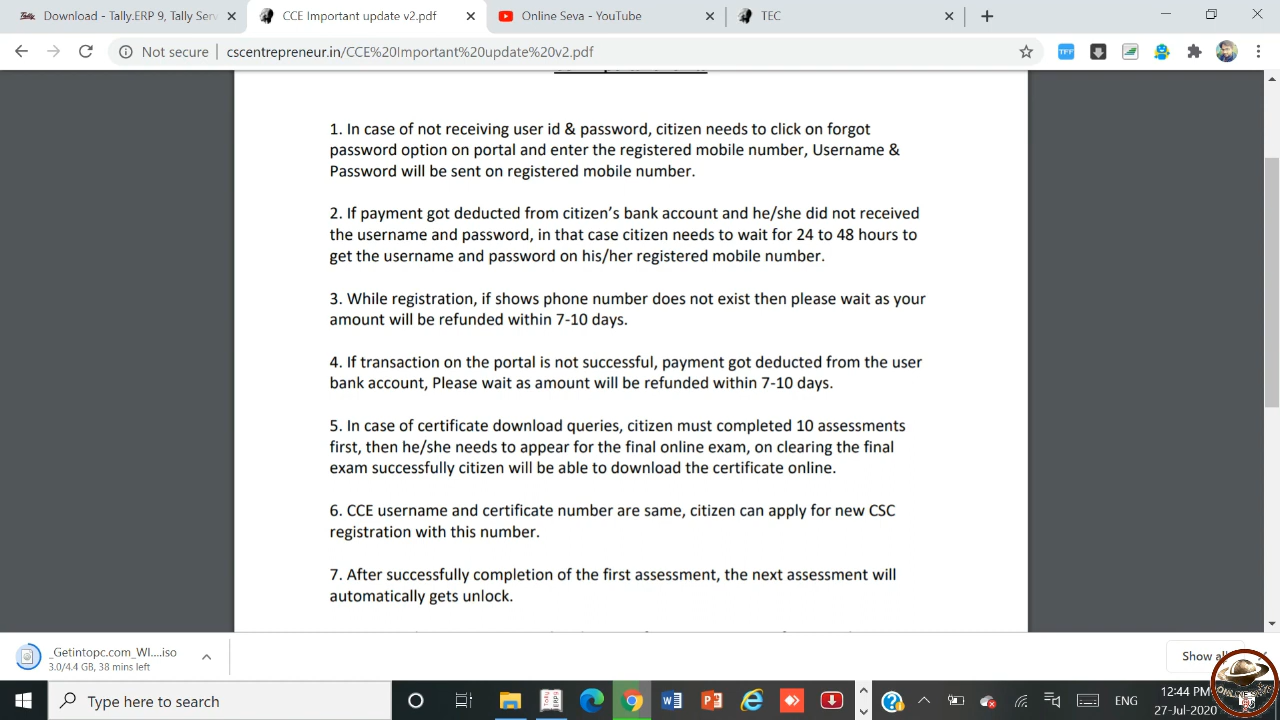 Download - Tally.ERP 9, Tally Serv
CCE Important update v2.pdf
Online Seva - YouTube
TEC
Not secure
cscentrepreneur.in/CCE%20Important%20update%20v2.pdf
1. In case of not receiving user id & password, citizen needs to click on forgot
password option on portal and enter the registered mobile number, Username &
Password will be sent on registered mobile number.
2. If payment got deducted from citizen’s bank account and he/she did not received
the username and password, in that case citizen needs to wait for 24 to 48 hours to
get the username and password on his/her registered mobile number.
3. While registration, if shows phone number does not exist then please wait as your
amount will be refunded within 7-10 days.
4. If transaction on the portal is not successful, payment got deducted from the user
bank account, Please wait as amount will be refunded within 7-10 days.
5. In case of certificate download queries, citizen must completed 10 assessments
first, then he/she needs to appear for the final online exam, on clearing the final
exam successfully citizen will be able to download the certificate online.
6. CCE username and certificate number are same, citizen can apply for new CSC
registration with this number.
7. After successfully completion of the first assessment, the next assessment will
automatically gets unlock.
_Getintopc.com_WI....iso
3.0/4.4 GB, 38 mins left
Show all
Type here to search
ENG
12:44 PM
27-Jul-2020